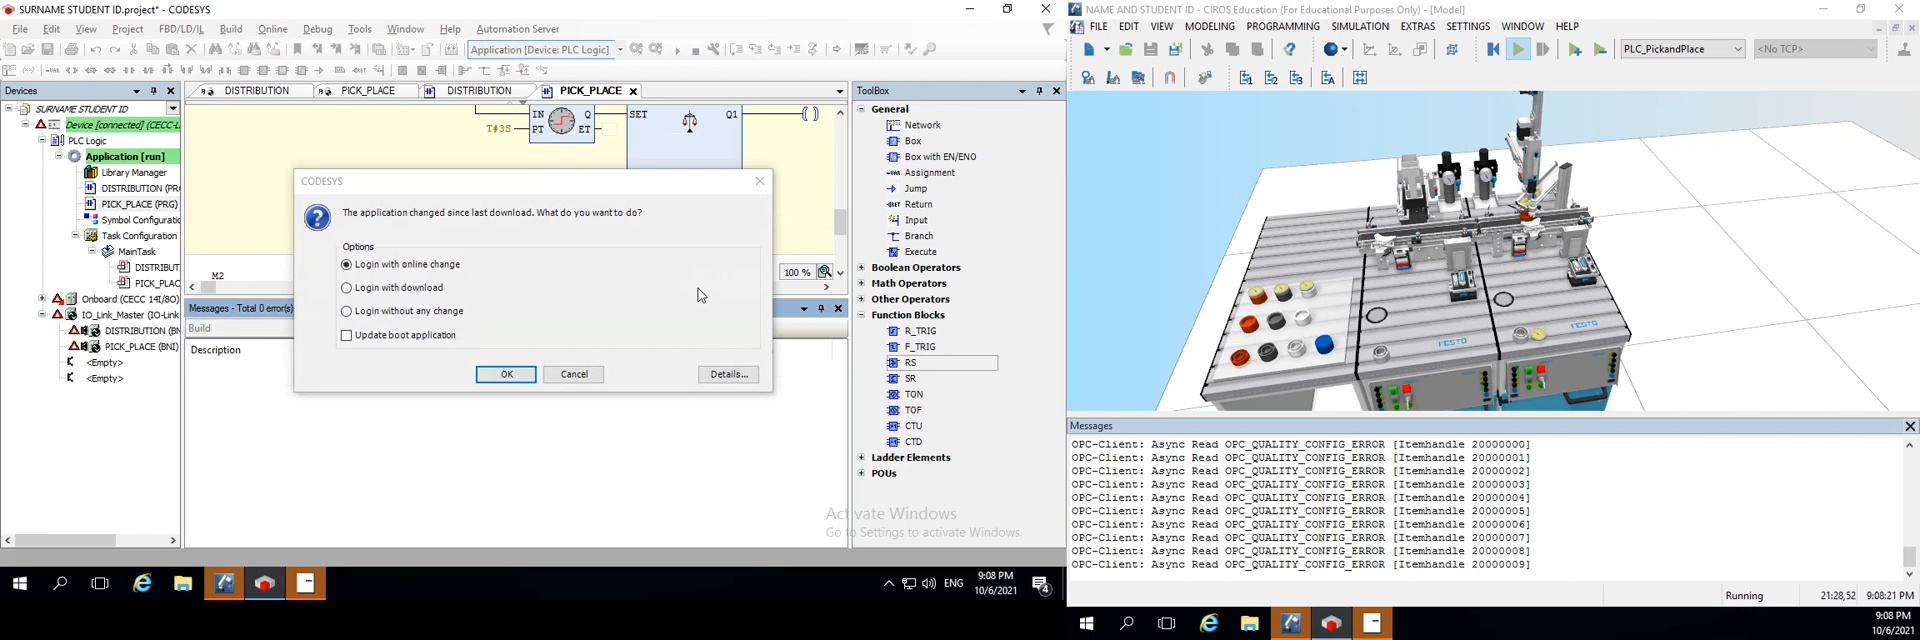 SURNAME STUDENT ID.project* - CODESYS
File Edit View Project FBD/LD/IL Build Online Debug Tools Window Help Automation Server
Application [Device: PLC Logic]
Devices
SURNAME STUDENT ID
Device [connected] (CECC-L
PLC Logic
Application [run]
Library Manager
DISTRIBUTION (PR
PICK_PLACE (PRG)
Symbol Configuratio
Task Configuration
MainTask
DISTRIBUT
PICK_PLAC
Onboard (CECC 14I/8O)
IO_Link_Master (IO-Link
DISTRIBUTION (BN
PICK_PLACE (BNI)
<Empty>
<Empty>
DISTRIBUTION PICK_PLACE DISTRIBUTION PICK_PLACE
IN Q SET Q1
T#3S PT ET
M2
100 %
CODESYS
The application changed since last download. What do you want to do?
Options
Login with online change
Login with download
Login without any change
Update boot application
OK Cancel Details...
Messages - Total 0 error(s)
Build
Description
ToolBox
General
Network
Box
Box with EN/ENO
Assignment
Jump
Return
Input
Branch
Execute
Boolean Operators
Math Operators
Other Operators
Function Blocks
R_TRIG
F_TRIG
RS
SR
TON
TOF
CTU
CTD
Ladder Elements
POUs
Activate Windows
Go to Settings to activate Windows.
ENG
9:08 PM
10/6/2021
4
NAME AND STUDENT ID - CIROS Education (For Educational Purposes Only) - [Model]
FILE EDIT VIEW MODELING PROGRAMMING SIMULATION EXTRAS SETTINGS WINDOW HELP
PLC_PickandPlace
<No TCP>
FESTO
FESTO
Messages
OPC-Client: Async Read OPC_QUALITY_CONFIG_ERROR [Itemhandle 20000000]
OPC-Client: Async Read OPC_QUALITY_CONFIG_ERROR [Itemhandle 20000001]
OPC-Client: Async Read OPC_QUALITY_CONFIG_ERROR [Itemhandle 20000002]
OPC-Client: Async Read OPC_QUALITY_CONFIG_ERROR [Itemhandle 20000003]
OPC-Client: Async Read OPC_QUALITY_CONFIG_ERROR [Itemhandle 20000004]
OPC-Client: Async Read OPC_QUALITY_CONFIG_ERROR [Itemhandle 20000005]
OPC-Client: Async Read OPC_QUALITY_CONFIG_ERROR [Itemhandle 20000006]
OPC-Client: Async Read OPC_QUALITY_CONFIG_ERROR [Itemhandle 20000007]
OPC-Client: Async Read OPC_QUALITY_CONFIG_ERROR [Itemhandle 20000008]
OPC-Client: Async Read OPC_QUALITY_CONFIG_ERROR [Itemhandle 20000009]
Running 21:28,52 9:08:21 PM
9:08 PM
10/6/2021